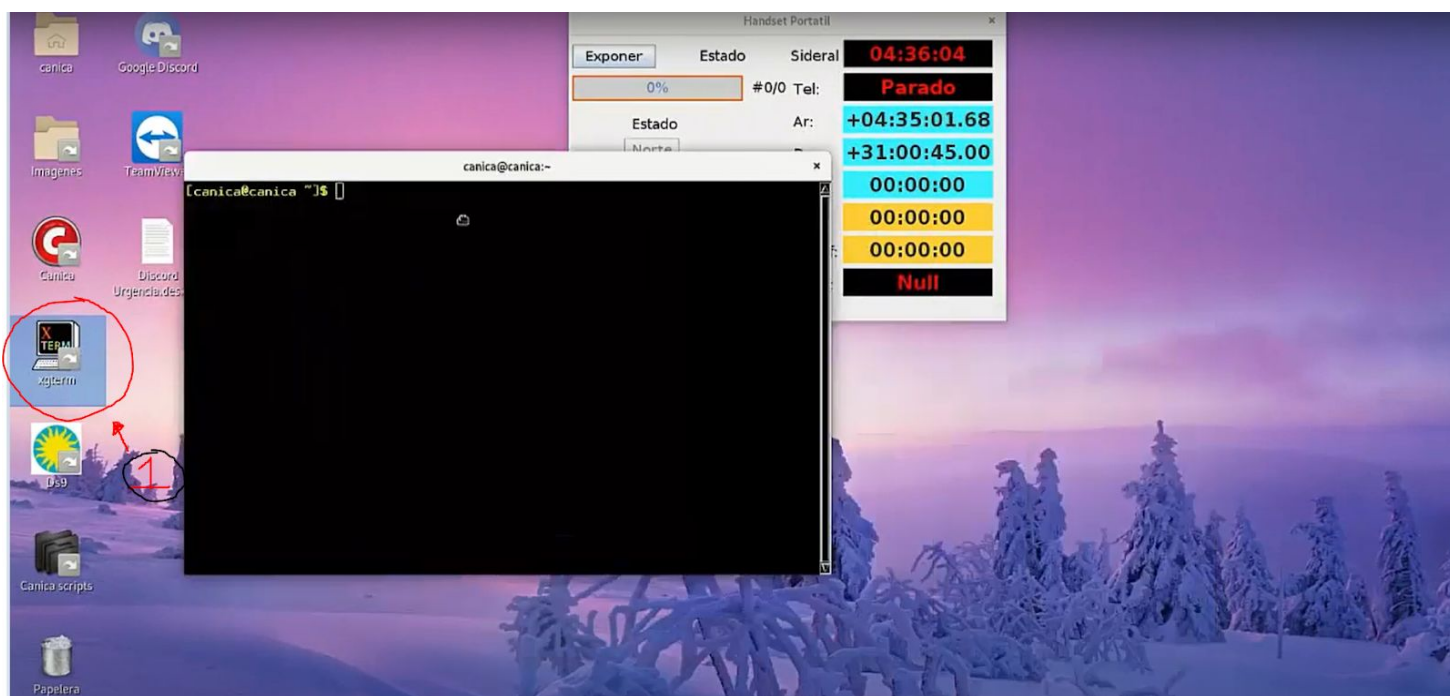 canica
Google Discord
Imagenes
TeamView
Canica
Discord
Urgencia.des
X
TERM
xgterm
1
Ds9
Canica scripts
Papelera
Handset Portatil
×
Exponer
Estado
Sideral
04:36:04
0%
#0/0
Tel:
Parado
Estado
Ar:
+04:35:01.68
Norte
+31:00:45.00
00:00:00
00:00:00
00:00:00
Null
canica@canica:~
×
[canica@canica ~]$